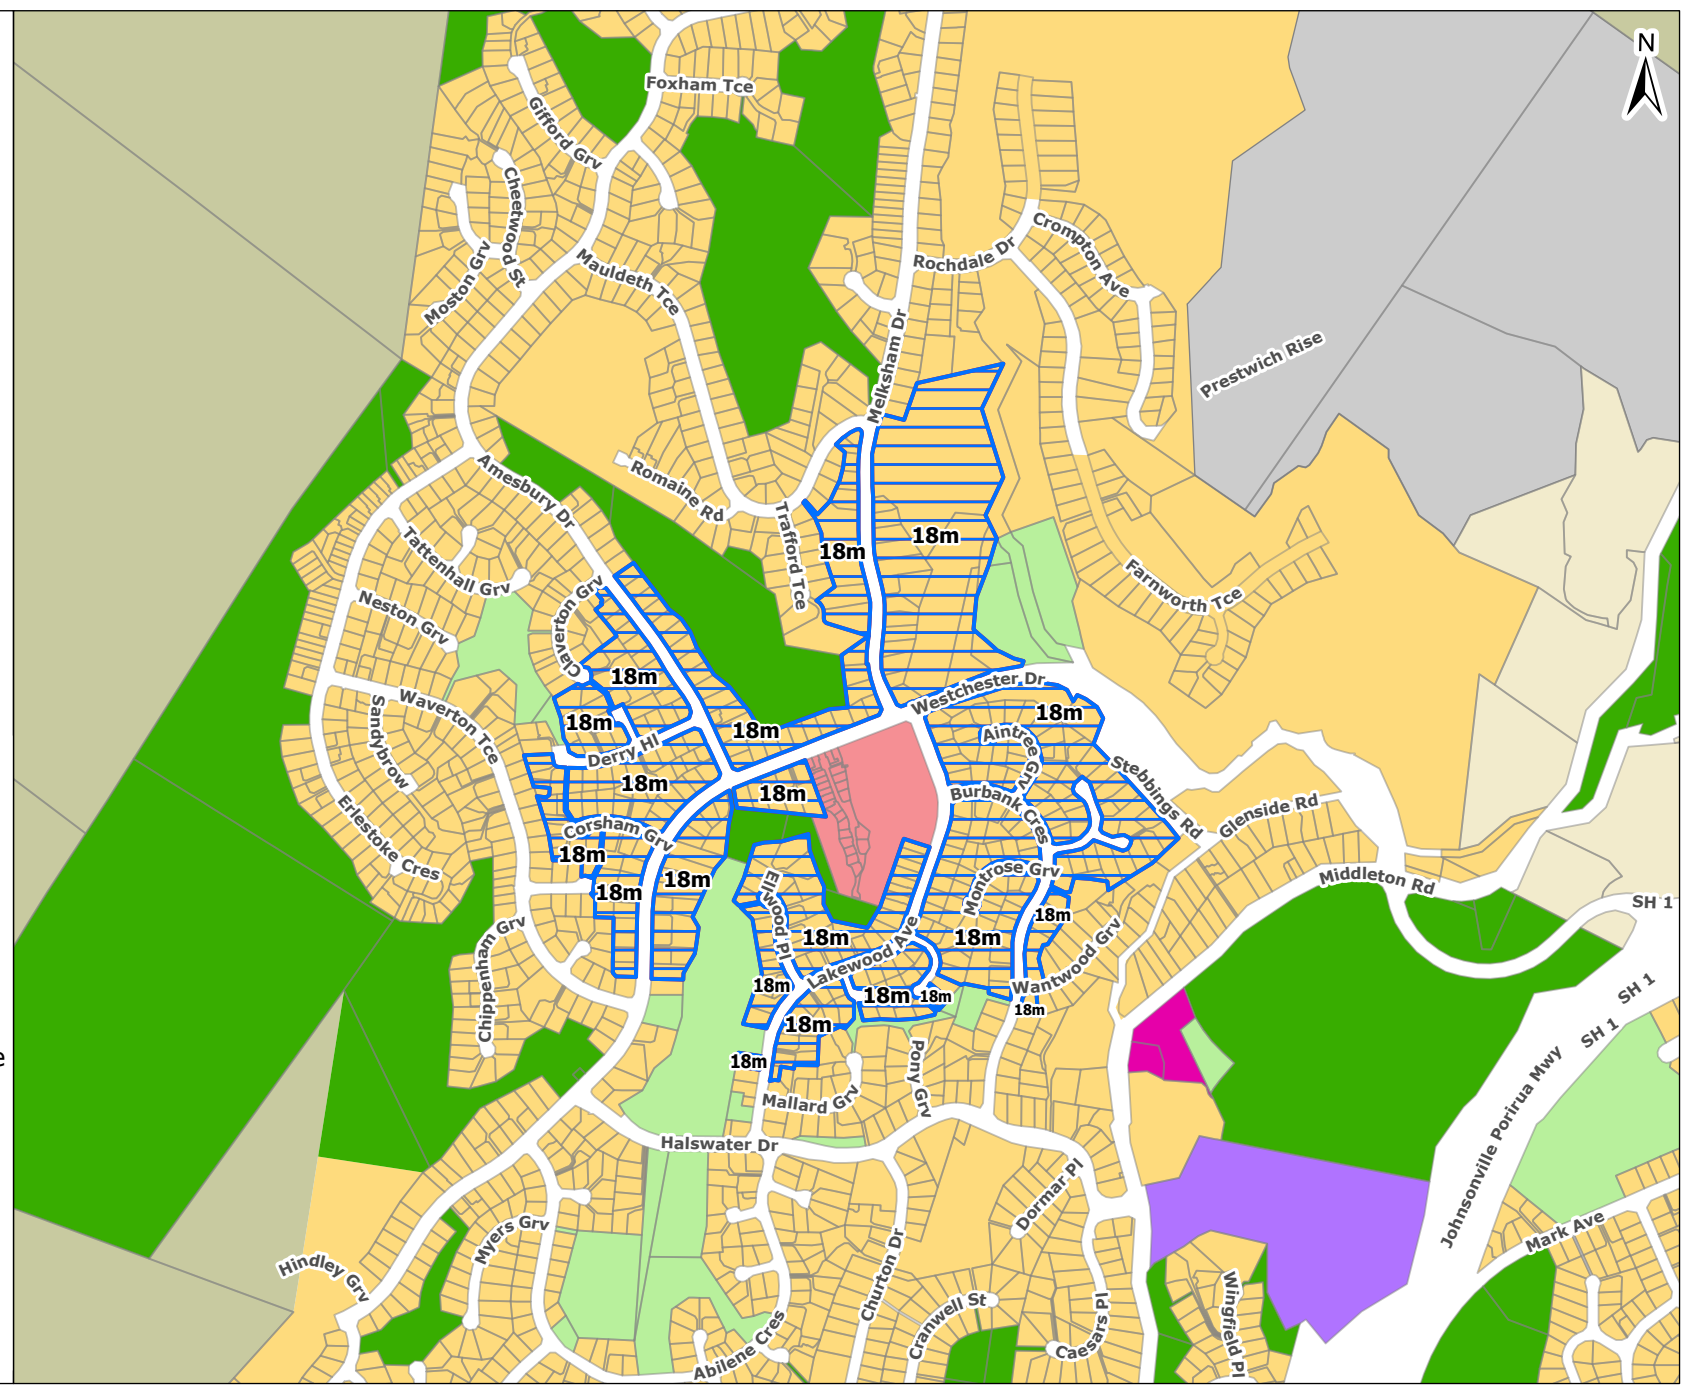 N
Foxham Tce
Gifford Grv
Cheetwood St
Moston Grv
Mauldeth Tce
Rochdale Dr
Crompton Ave
Melksham Dr
Prestwich Rise
Romaine Rd
Amesbury Dr
Trafford Tce
18m
18m
Tattenhall Grv
Neston Grv
Claverton Grv
Farnworth Tce
18m
Waverton Tce
Sandybrow
18m
Derry Hl
18m
Westchester Dr
18m
Aintree Grv
Stebbings Rd
18m
18m
Burbank Cres
Glenside Rd
Erlestoke Cres
Corsham Grv
18m
18m
18m
Ellwood Pl
Montrose Grv
Middleton Rd
SH 1
18m
18m
18m
Lakewood Ave
Wantwood Grv
Chippenham Grv
18m
18m
18m
18m
18m
SH 1
SH 1
e
18m
Mallard Grv
Pony Grv
Johnsonville Porirua Mwy
Halswater Dr
Dormar Pl
Myers Grv
Hindley Grv
Churton Dr
Mark Ave
Cranwell St
Caesars Pl
Wingfield Pl
Abilene Cres